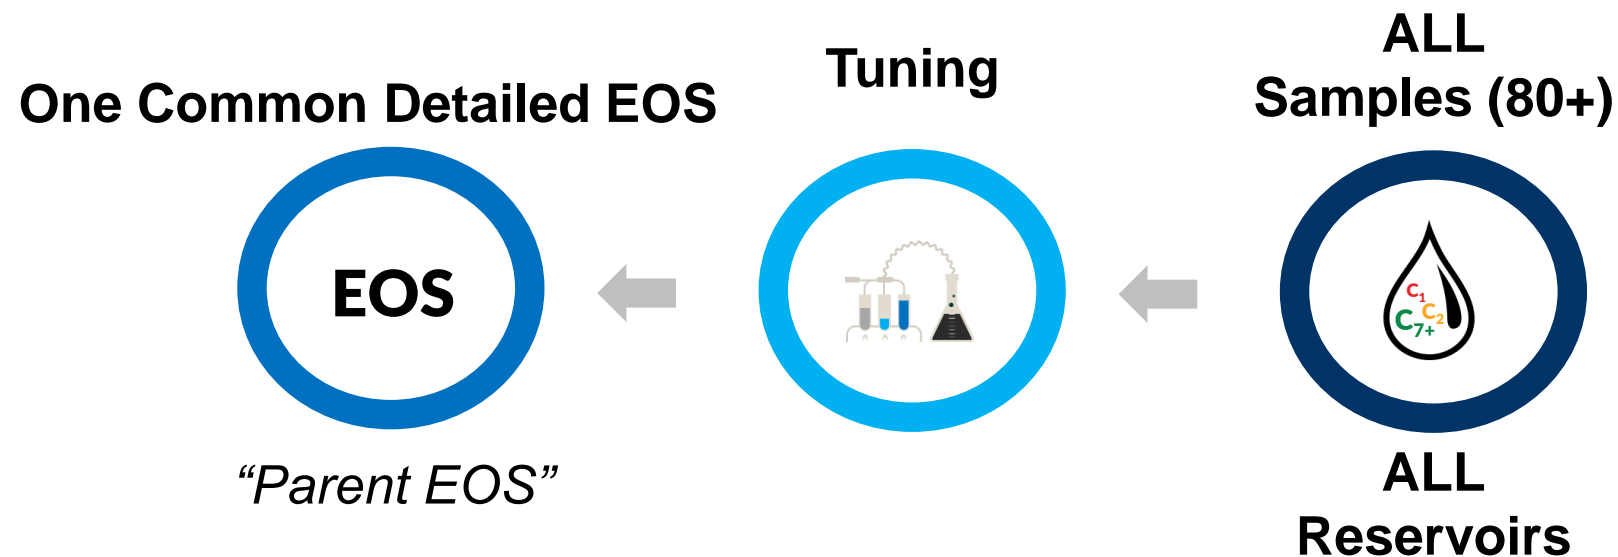 One Common Detailed EOS
EOS
“Parent EOS”
Tuning
ALL
Samples (80+)
C1
C2
C7+
ALL
Reservoirs